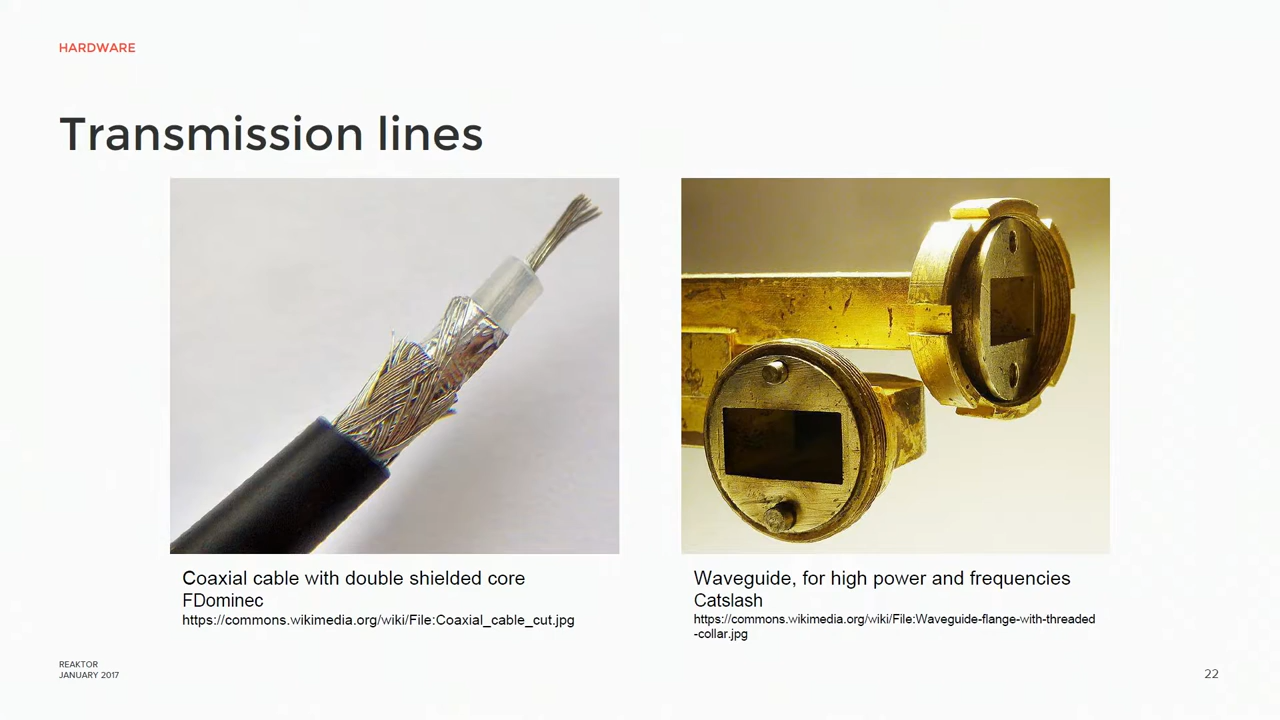 HARDWARE
Transmission lines
Coaxial cable with double shielded core
FDominec
https://commons.wikimedia.org/wiki/File:Coaxial_cable_cut.jpg
Waveguide, for high power and frequencies
Catslash
https://commons.wikimedia.org/wiki/File:Waveguide-flange-with-threaded
-collar.jpg
REAKTOR
JANUARY 2017
22